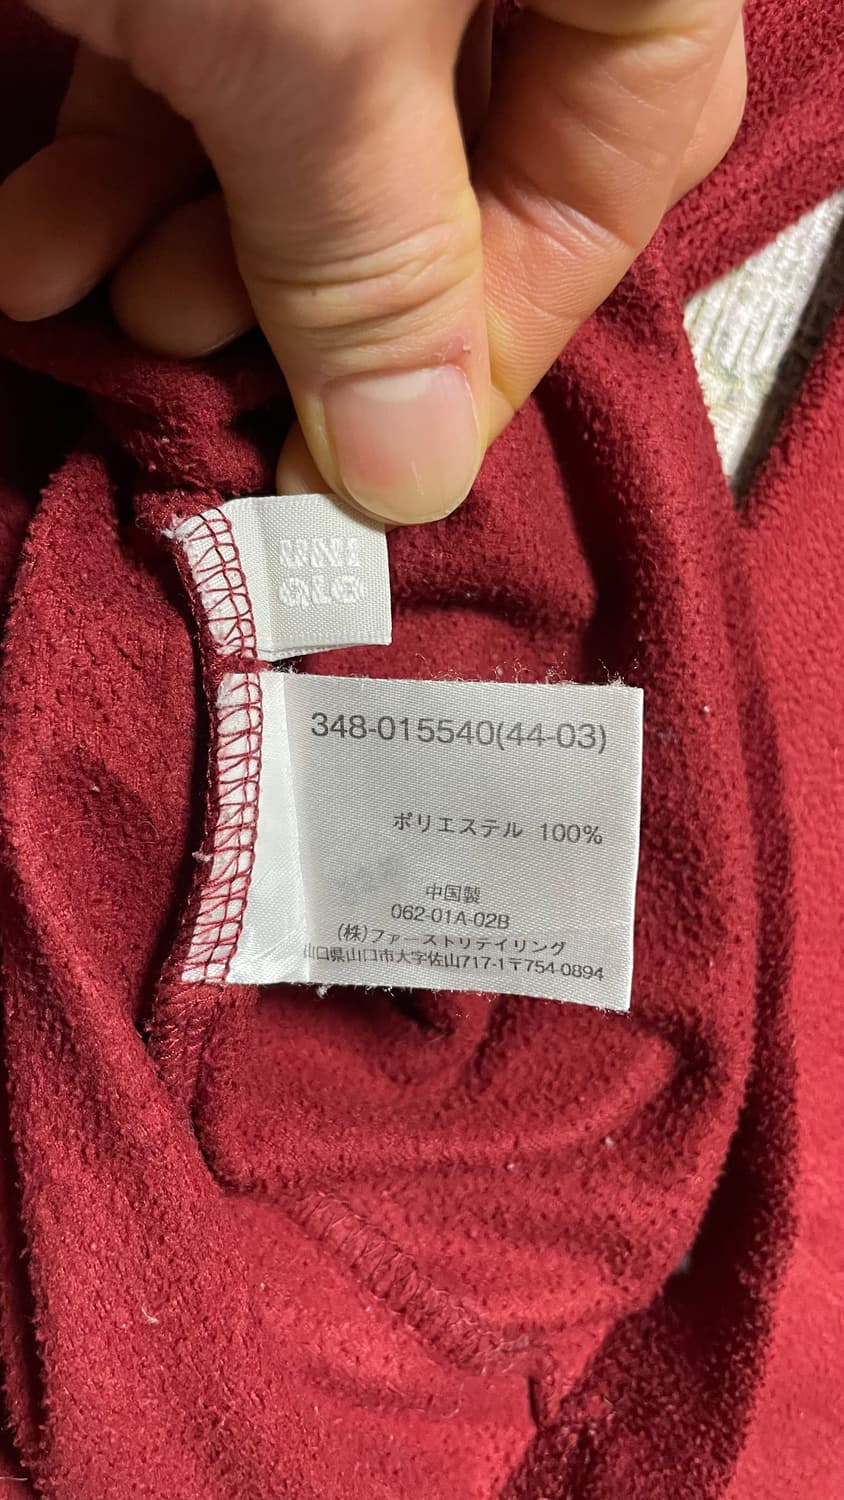 UNI
QLO
348-015540(44-03)
ポリエステル 100%
中国製
062-01A-02B
(株)ファーストリテイリング
山口県山口市大字佐山717-1〒754-0894